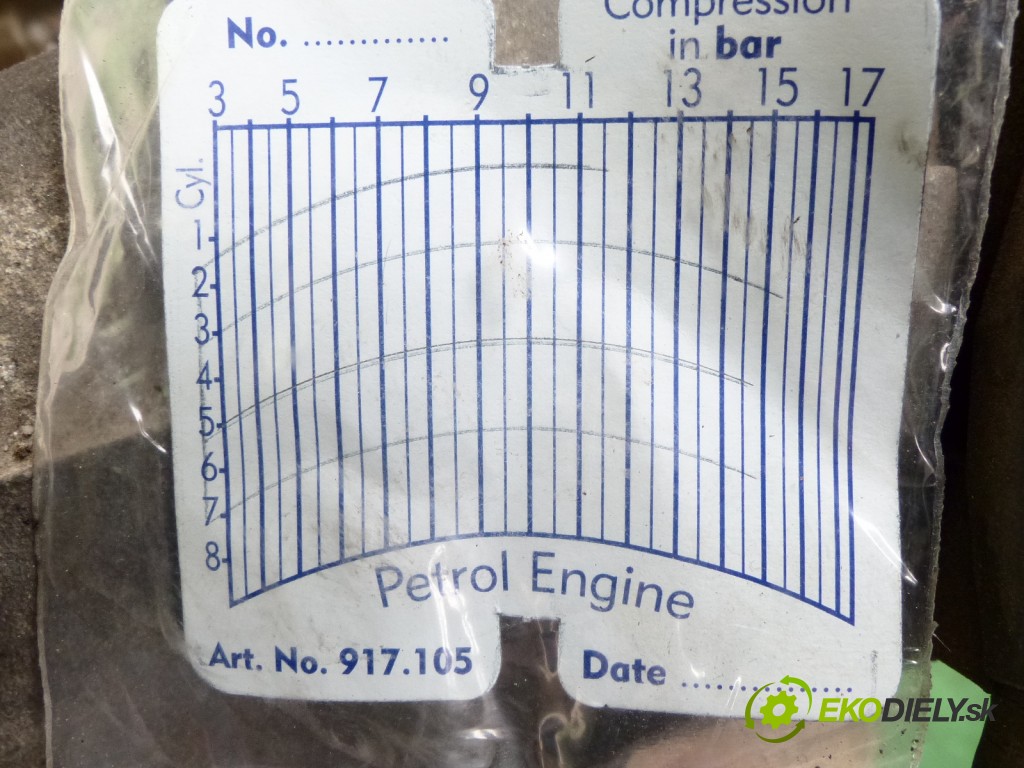 Compression
No. ................ in bar
3 5 7 9 11 13 15 17
Cyl.
1
2
3
4
5
6
7
8
Petrol Engine
Art. No. 917.105 Date ................
EKODIELY.sk